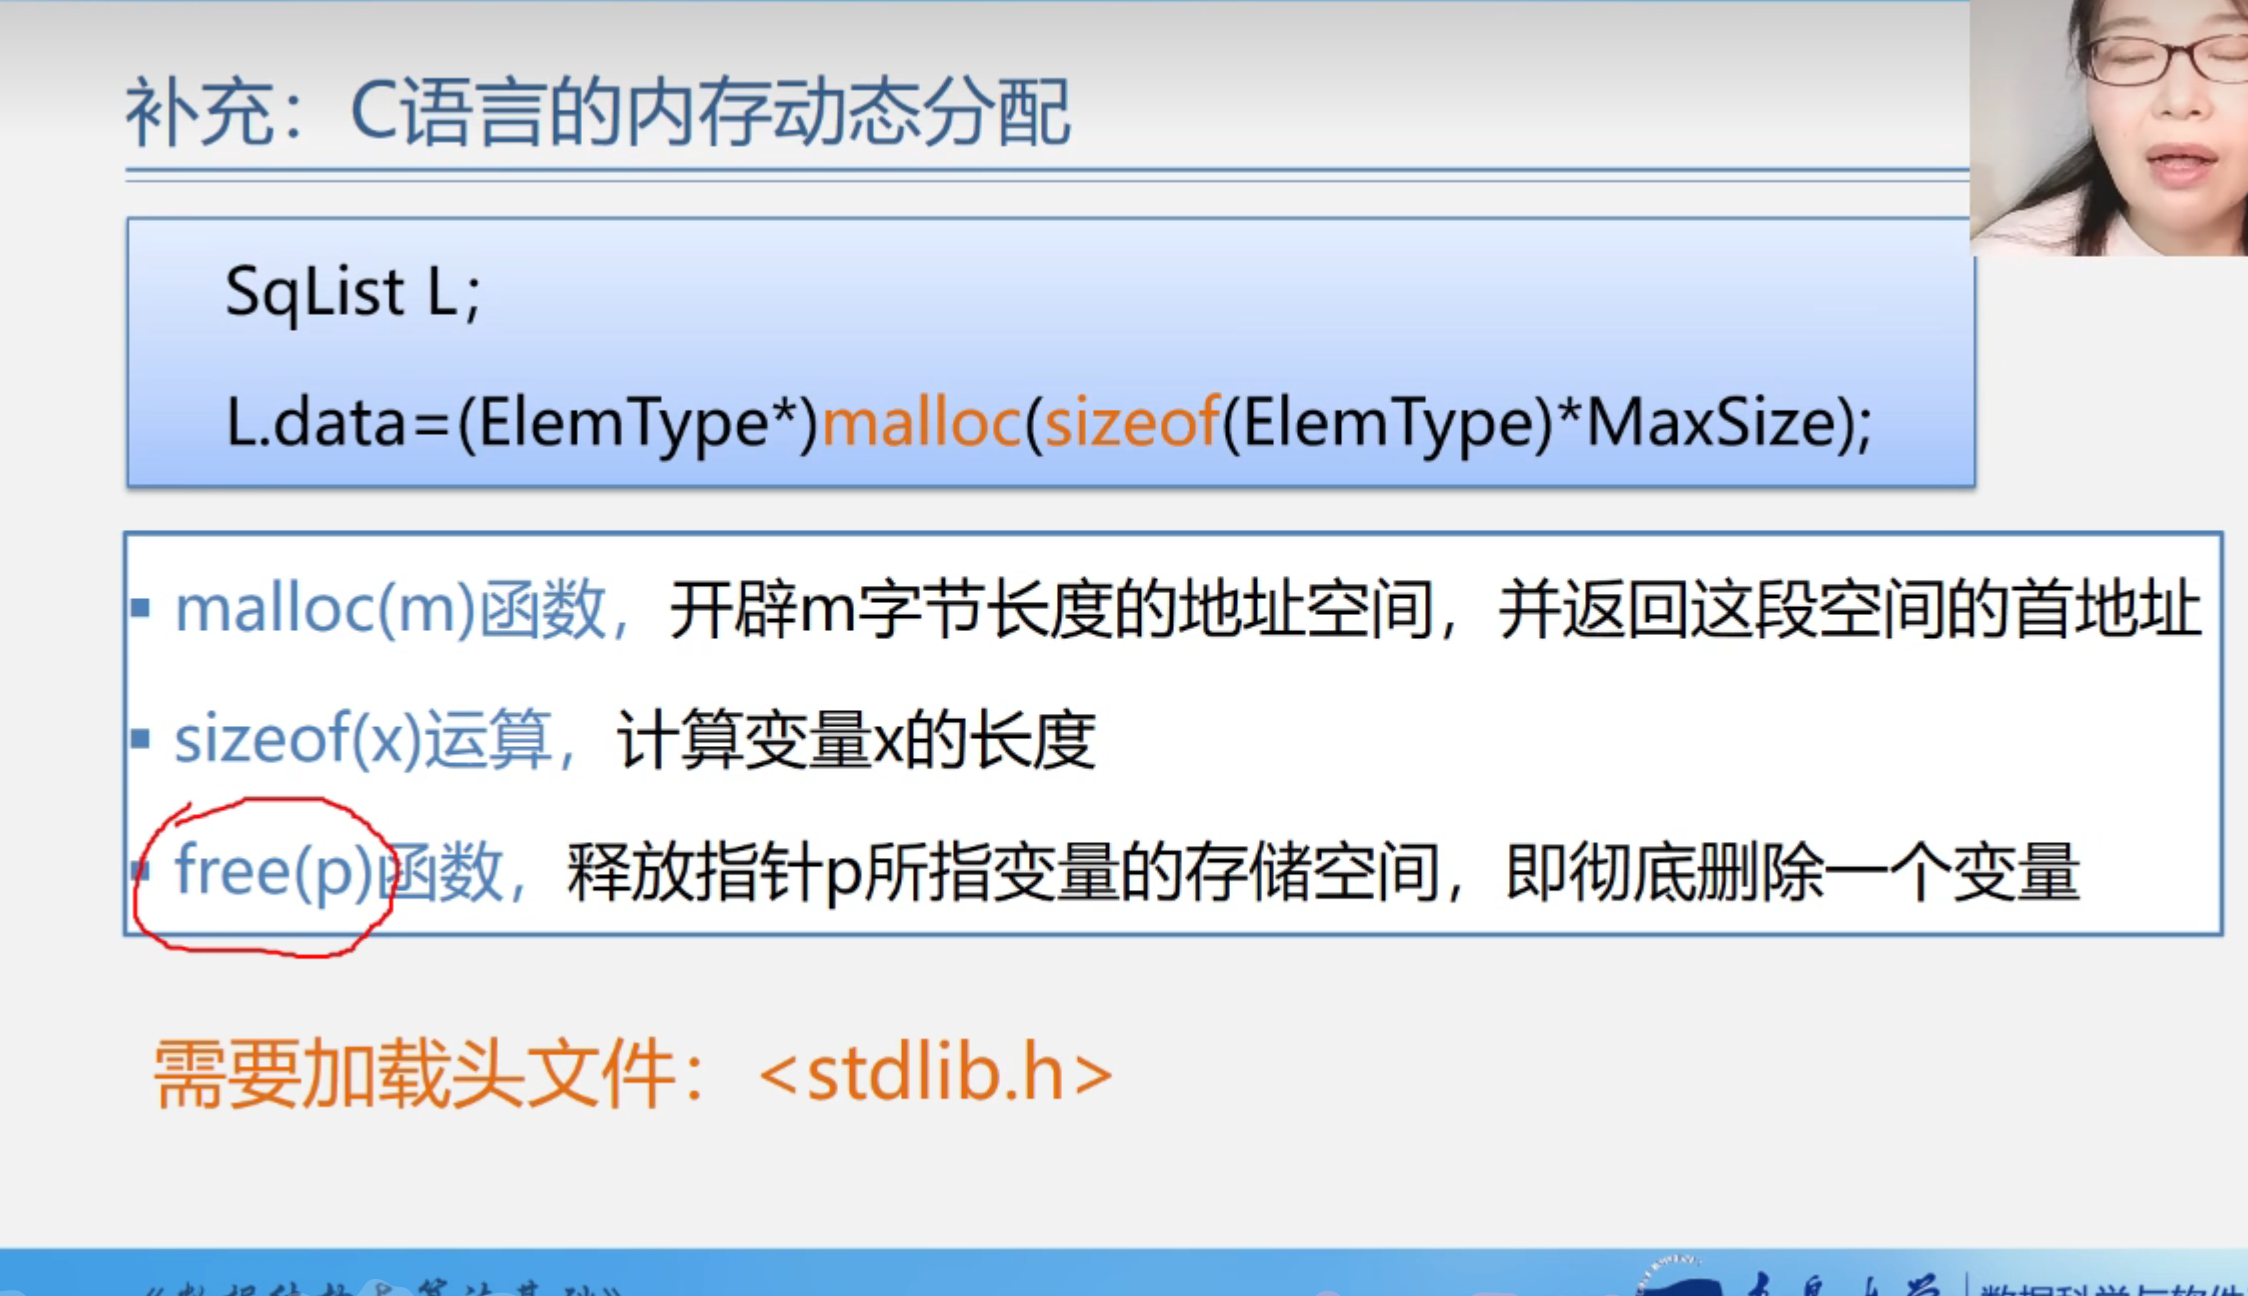 补充：C语言的内存动态分配
SqList L;
L.data=(ElemType*)malloc(sizeof(ElemType)*MaxSize);
malloc(m)函数，开辟m字节长度的地址空间，并返回这段空间的首地址
sizeof(x)运算，计算变量x的长度
free(p)函数，释放指针p所指变量的存储空间，即彻底删除一个变量
需要加载头文件：<stdlib.h>
《数据结构与算法基础》
数据科学与软件